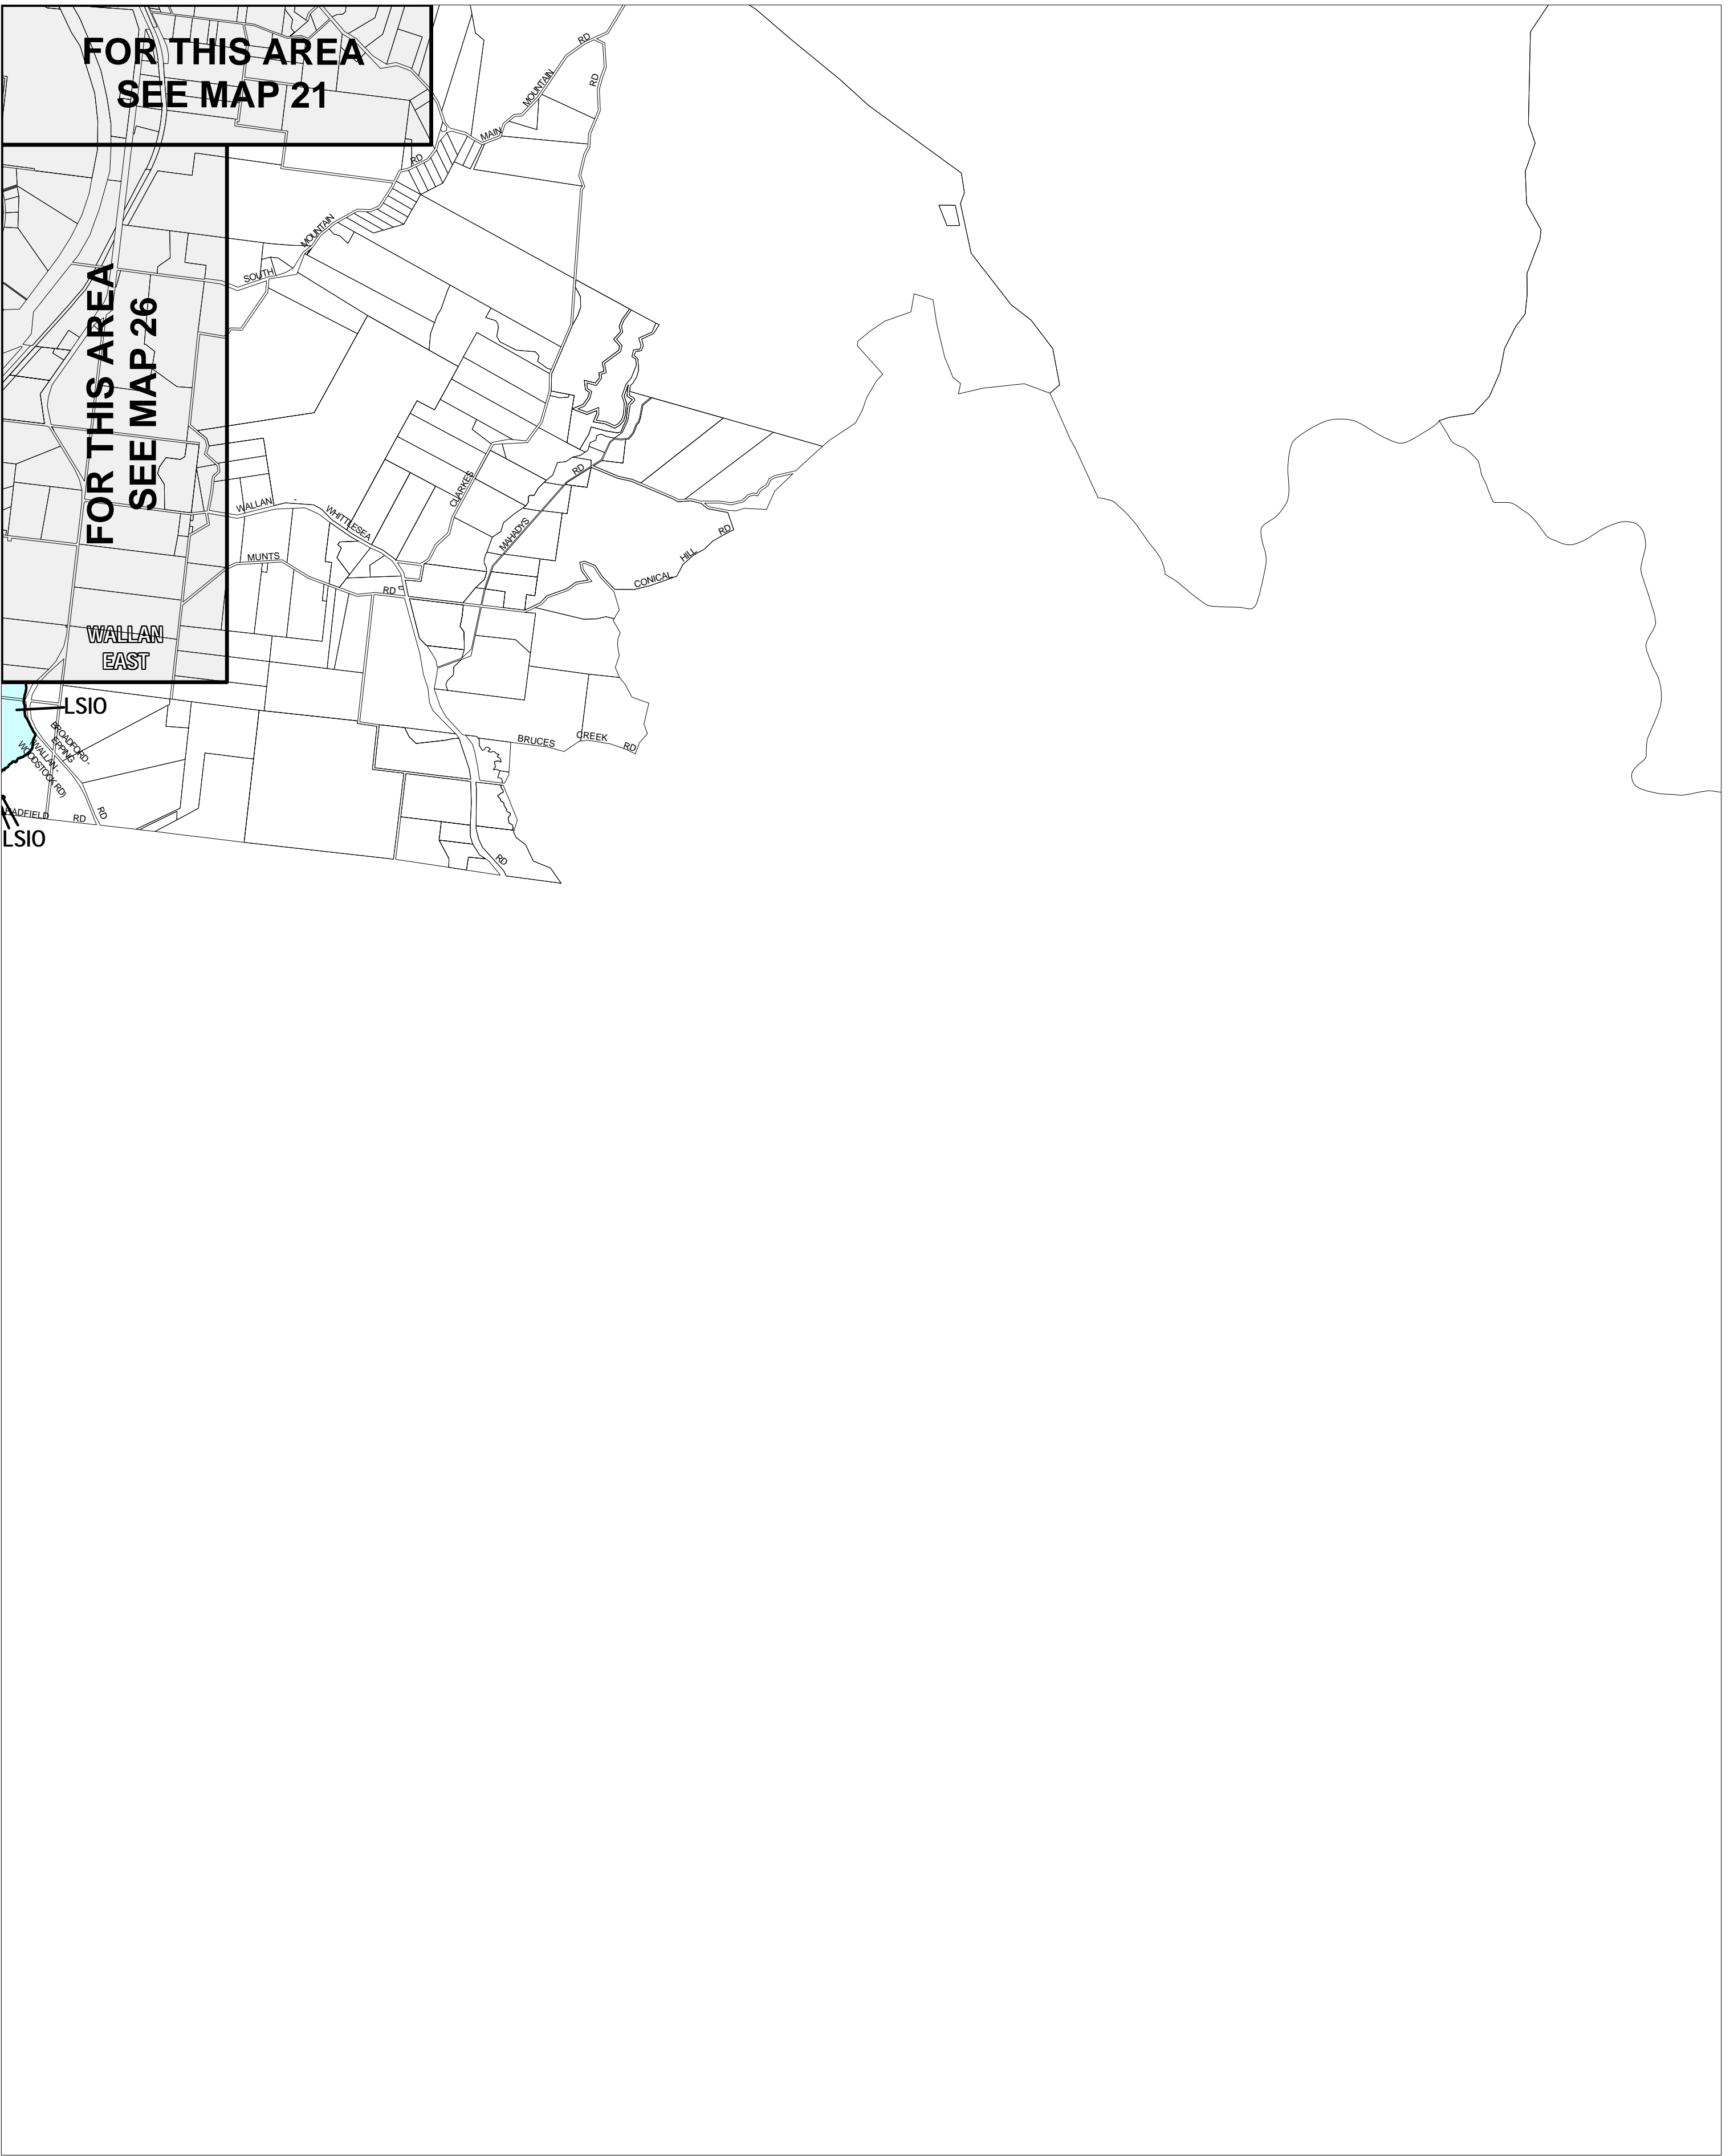 FOR THIS AREA
SEE MAP 21
RD
MOUNTAIN
RD
MAIN
RD
MOUNTAIN
SOUTH
FOR THIS AREA
SEE MAP 26
CLARKES
RD
WALLAN
-
WHITTLESEA
MAHADYS
MUNTS
RD
CONICAL
HILL
RD
WALLAN
EAST
LSIO
BROADFORD -
EPPING
(WALLAN -
WOODSTOCK RD)
RD
BRUCES
CREEK
RD
RD
LSIO
RD